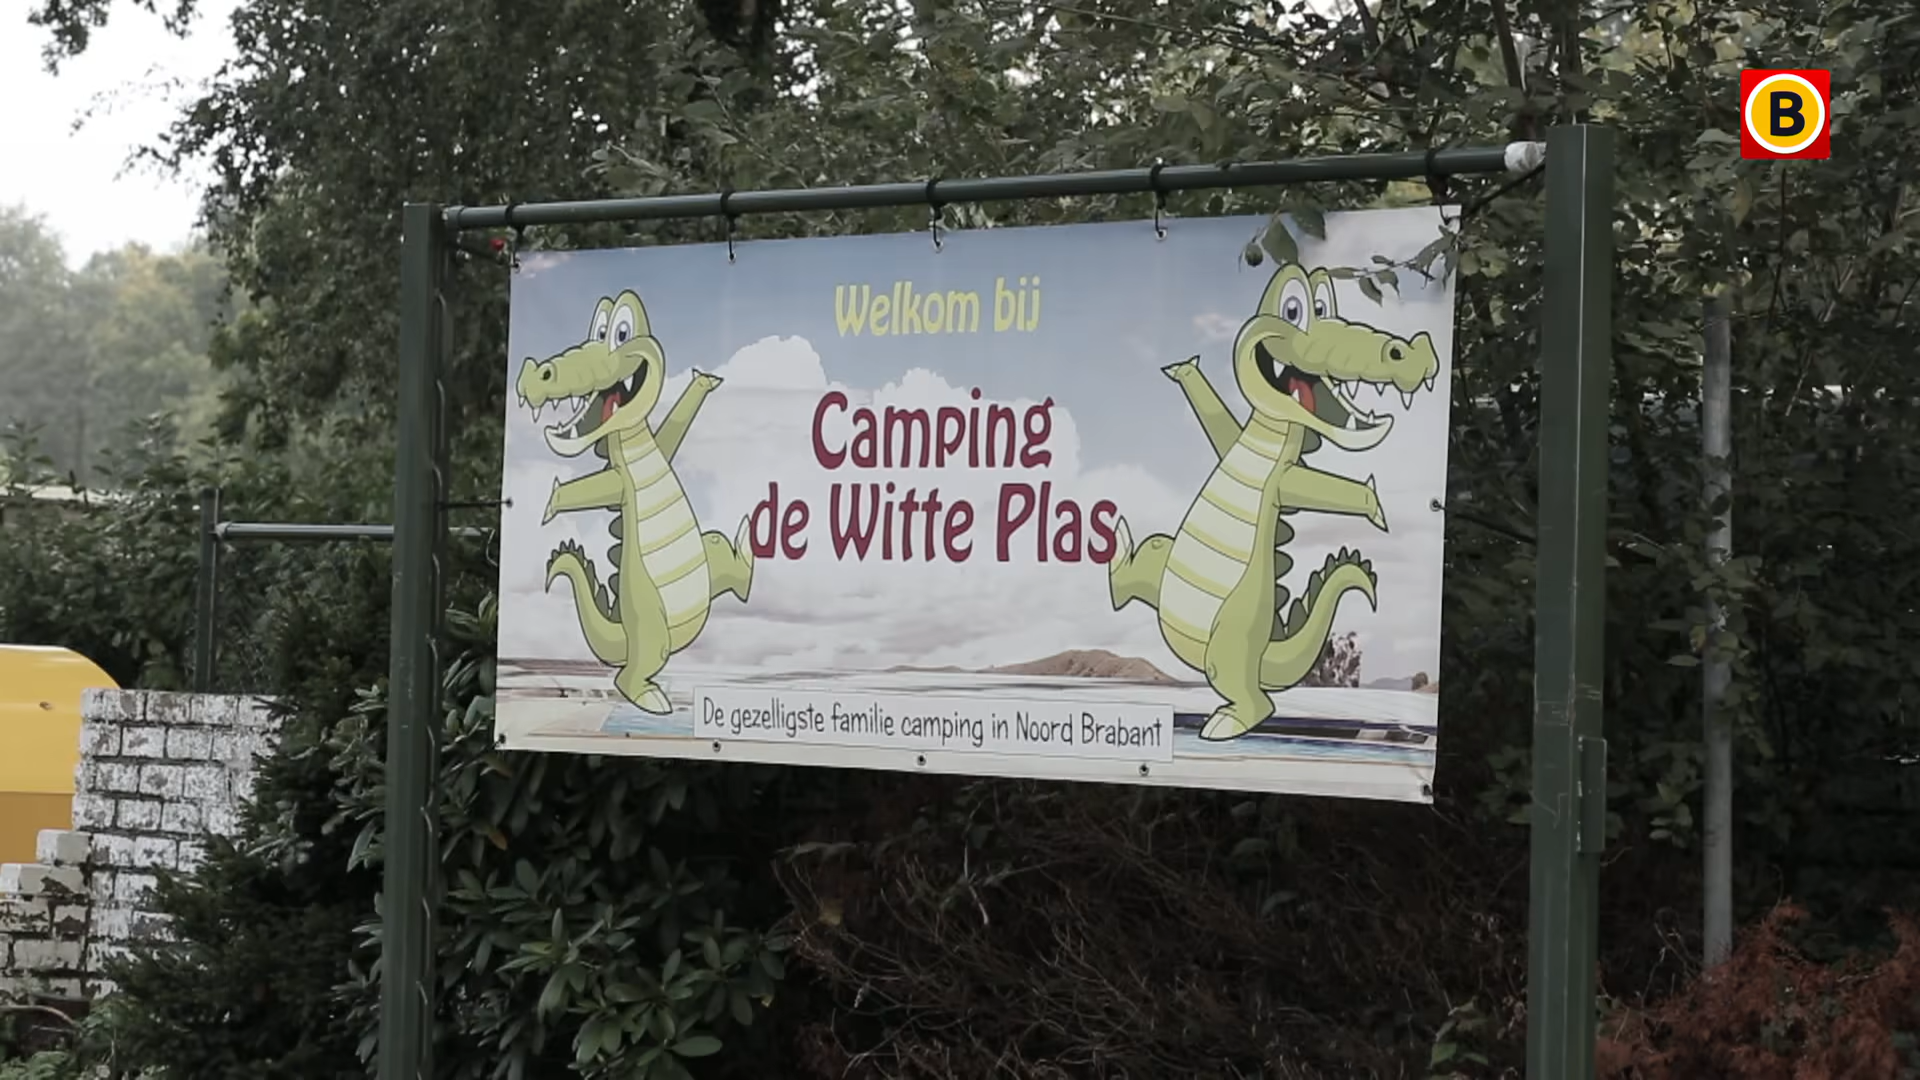 B
Welkom bij
Camping
de Witte Plas
De gezelligste familie camping in Noord Brabant